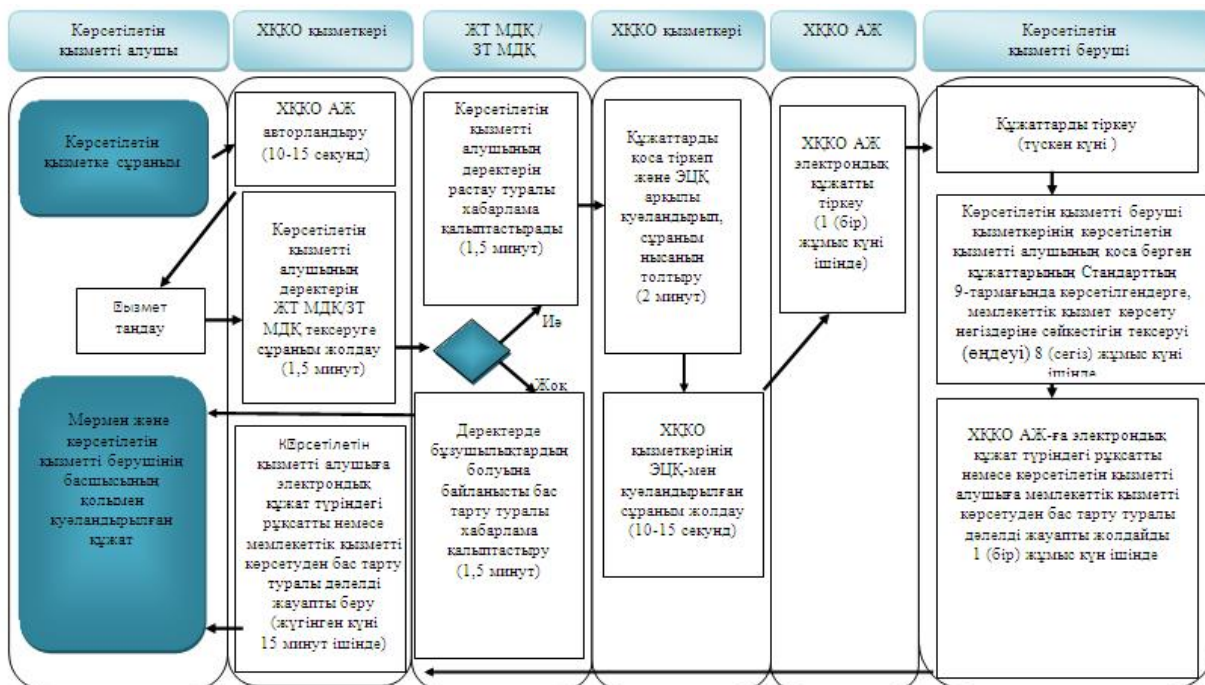 Көрсетілетін
қызметті алушы
ХҚКО қызметкері
ЖТ МДҚ /
ЗТ МДҚ
ХҚКО қызметкері
ХҚКО АЖ
Көрсетілетін
қызметті беруші
Көрсетілетін
қызметке сұраным
ХҚКО АЖ
авторландыру
(10-15 секунд)
Қызмет
таңдау
Көрсетілетін
қызметті
алушының
деректерін
ЖТ МДҚ/ЗТ
МДҚ тексеруге
сұраным жолдау
(1,5 минут)
Көрсетілетін
қызметті
алушының
деректерін
растау туралы
хабарлама
қалыптастырады
(1,5 минут)
Иә
Жоқ
Құжаттарды
қоса тіркеп
және ЭЦҚ
арқылы
куәландырып,
сұраным
нысанын
толтыру
(2 минут)
ХҚКО АЖ
электрондық
құжатты
тіркеу
(1 (бір)
жұмыс күні
ішінде)
Құжаттарды тіркеу
(түскен күні )
Көрсетілетін қызметті беруші
қызметкерінің көрсетілетін
қызметті алушының қоса берген
құжаттарының Стандарттың
9-тармағында көрсетілгендерге,
мемлекеттік қызмет көрсету
негіздеріне сәйкестігін тексеруі
(өңдеуі) 8 (сегіз) жұмыс күні
ішінде
Мөрмен және
көрсетілетін
қызметті берушінің
басшысының
қолымен
куәландырылған
құжат
Көрсетілетін
қызметті алушыға
электрондық
құжат түріндегі
рұқсатты немесе
мемлекеттік қызметті
көрсетуден бас тарту
туралы дәлелді
жауапты беру
(жүгінген күні
15 минут ішінде)
Деректерде
бұзушылықтардың
болуына
байланысты бас
тарту туралы
хабарлама
қалыптастыру
(1,5 минут)
ХҚКО
қызметкерінің
ЭЦҚ-мен
куәландырылған
сұраным жолдау
(10-15 секунд)
ХҚКО АЖ-ға электрондық
құжат түріндегі рұқсатты
немесе көрсетілетін қызметті
алушыға мемлекеттік қызметті
көрсетуден бас тарту туралы
дәлелді жауапты жолдайды
1 (бір) жұмыс күн ішінде